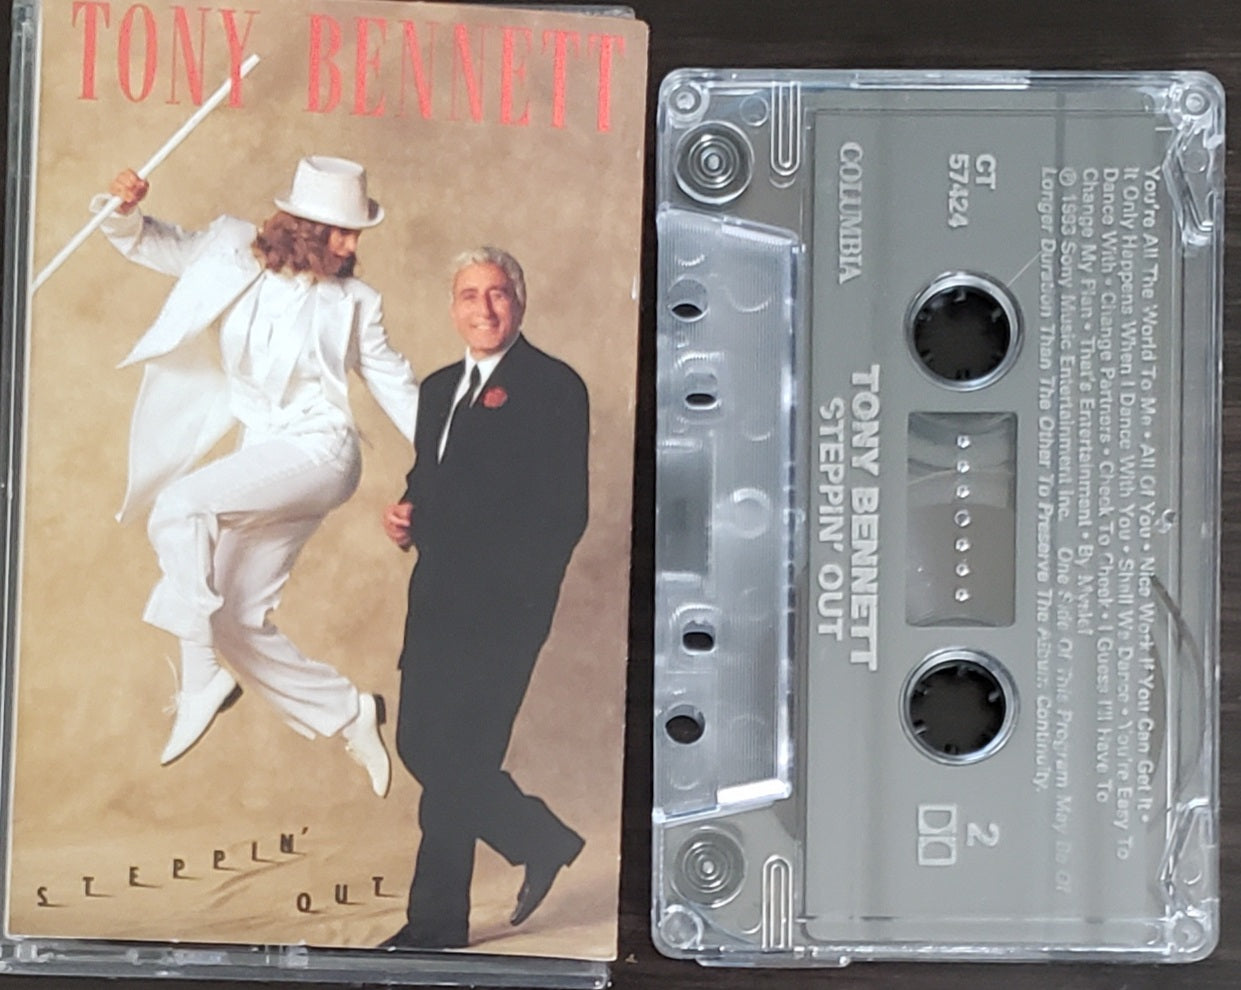 TONY BENNETT
STEPPIN'
OUT
COLUMBIA
CT
57424
TONY BENNETT
STEPPIN' OUT
2
You're All The World To Me • All Of You • Nice Work If You Can Get It •
It Only Happens When I Dance With You • Shall We Dance • You're Easy To
Dance With • Change Partners • Cheek To Cheek • I Guess I'll Have To
Change My Plan • That's Entertainment • By Myself
℗ 1993 Sony Music Entertainment Inc. One Side Of This Program May Be Of
Longer Duration Than The Other To Preserve The Album Continuity.